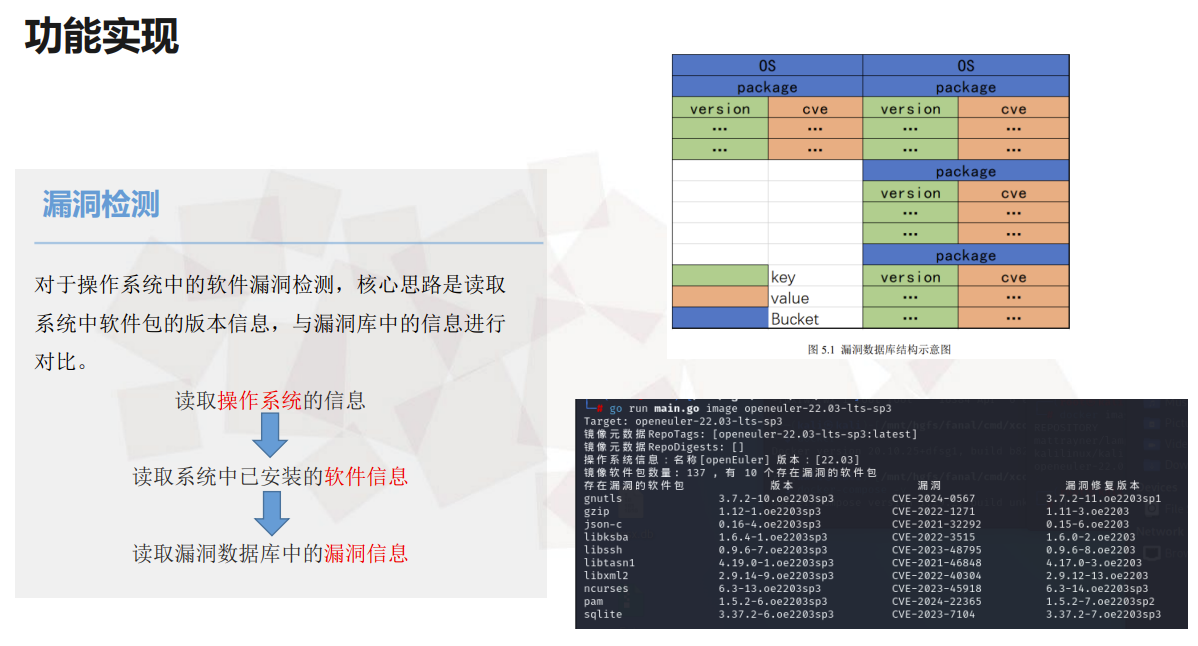 功能实现
漏洞检测
对于操作系统中的软件漏洞检测，核心思路是读取
系统中软件包的版本信息，与漏洞库中的信息进行
对比。
读取操作系统的信息
读取系统中已安装的软件信息
读取漏洞数据库中的漏洞信息
OS OS
package package
version cve version cve
... ... ... ...
... ... ... ...
package
version cve
... ...
... ...
package
key version cve
value ... ...
Bucket ... ...
图 5.1 漏洞数据库结构示意图
go run main.go image openeuler-22.03-lts-sp3
Target: openeuler-22.03-lts-sp3
镜像元数据RepoTags: [openeuler-22.03-lts-sp3:latest]
镜像元数据RepoDigests: []
操作系统信息：名称[openEuler] 版本：[22.03]
镜像软件包数量：137 ，有 10 个存在漏洞的软件包
存在漏洞的软件包 版本 漏洞 漏洞修复版本
gnutls 3.7.2-10.oe2203sp3 CVE-2024-0567 3.7.2-11.oe2203sp1
gzip 1.12-1.oe2203sp3 CVE-2022-1271 1.11-3.oe2203
json-c 0.16-4.oe2203sp3 CVE-2021-32292 0.15-6.oe2203
libksba 1.6.4-1.oe2203sp3 CVE-2022-3515 1.6.0-2.oe2203
libssh 0.9.6-7.oe2203sp3 CVE-2023-48795 0.9.6-8.oe2203
libtasn1 4.19.0-1.oe2203sp3 CVE-2021-46848 4.17.0-3.oe2203
libxml2 2.9.14-9.oe2203sp3 CVE-2022-40304 2.9.12-13.oe2203
ncurses 6.3-13.oe2203sp3 CVE-2023-45918 6.3-14.oe2203sp3
pam 1.5.2-6.oe2203sp3 CVE-2024-22365 1.5.2-7.oe2203sp2
sqlite 3.37.2-6.oe2203sp3 CVE-2023-7104 3.37.2-7.oe2203sp3